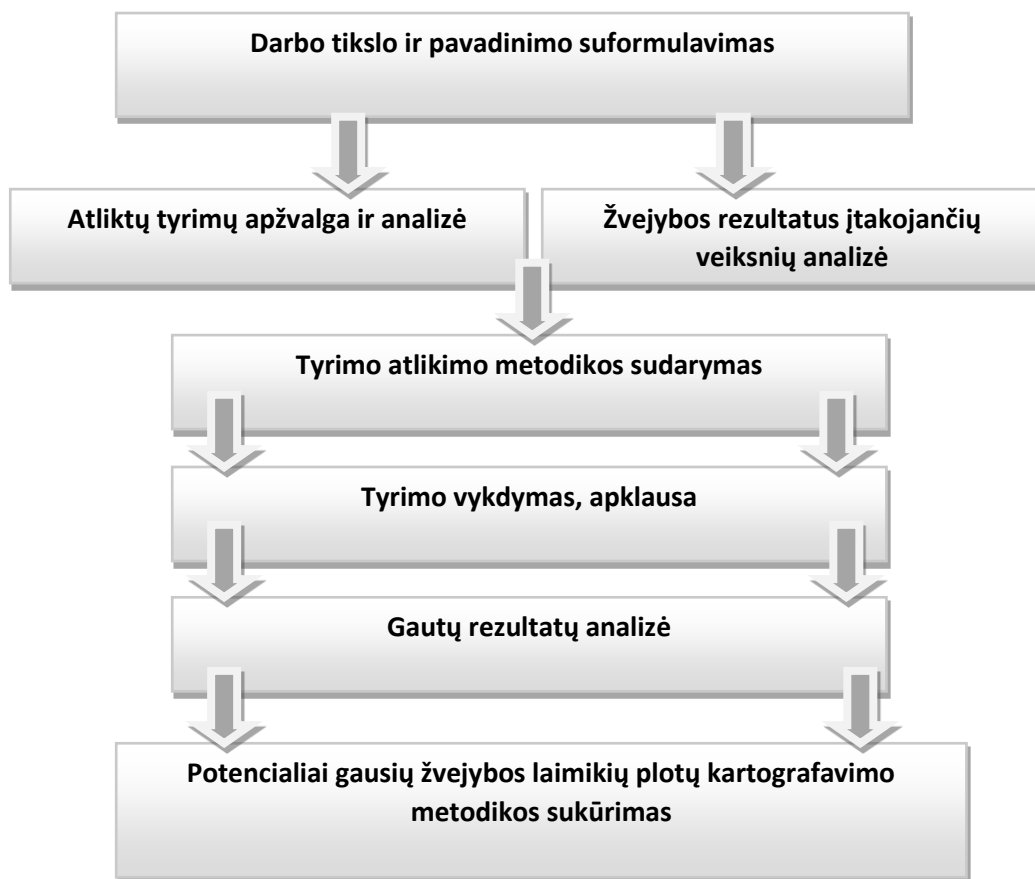 Darbo tikslo ir pavadinimo suformulavimas
Atliktų tyrimų apžvalga ir analizė
Žvejybos rezultatus įtakojančių
veiksnių analizė
Tyrimo atlikimo metodikos sudarymas
Tyrimo vykdymas, apklausa
Gautų rezultatų analizė
Potencialiai gausių žvejybos laimikių plotų kartografavimo
metodikos sukūrimas